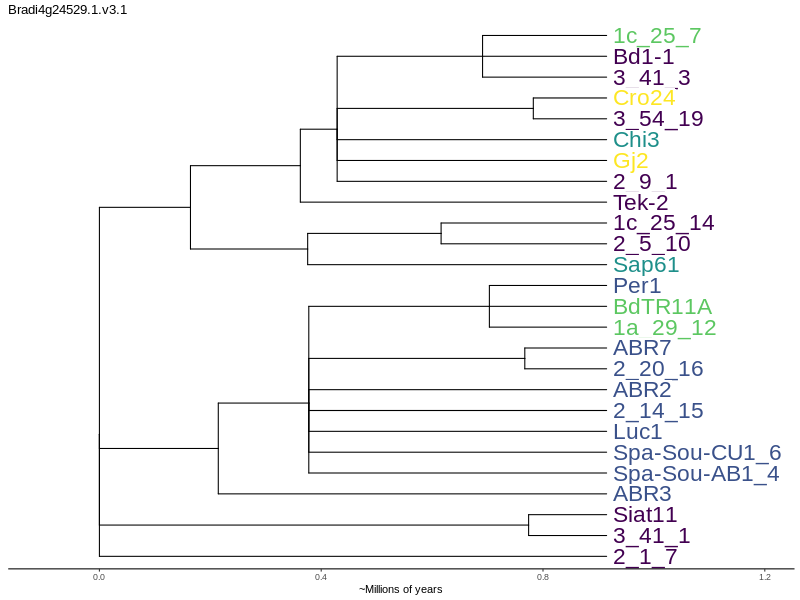 Bradi4g24529.1.v3.1
1c_25_7
Bd1-1
3_41_3
Cro24
3_54_19
Chi3
Gj2
2_9_1
Tek-2
1c_25_14
2_5_10
Sap61
Per1
BdTR11A
1a_29_12
ABR7
2_20_16
ABR2
2_14_15
Luc1
Spa-Sou-CU1_6
Spa-Sou-AB1_4
ABR3
Siat11
3_41_1
2_1_7
0.0 0.4 0.8 1.2
~Millions of years